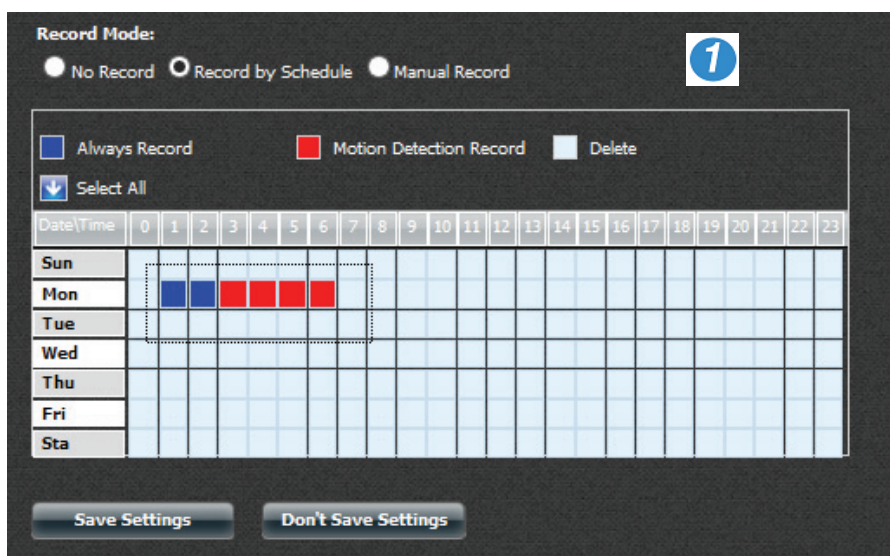 Record Mode:
1
No Record Record by Schedule Manual Record
Always Record Motion Detection Record Delete
Select All
Date\Time 0 1 2 3 4 5 6 7 8 9 10 11 12 13 14 15 16 17 18 19 20 21 22 23
Sun
Mon
Tue
Wed
Thu
Fri
Sta
Save Settings Don't Save Settings